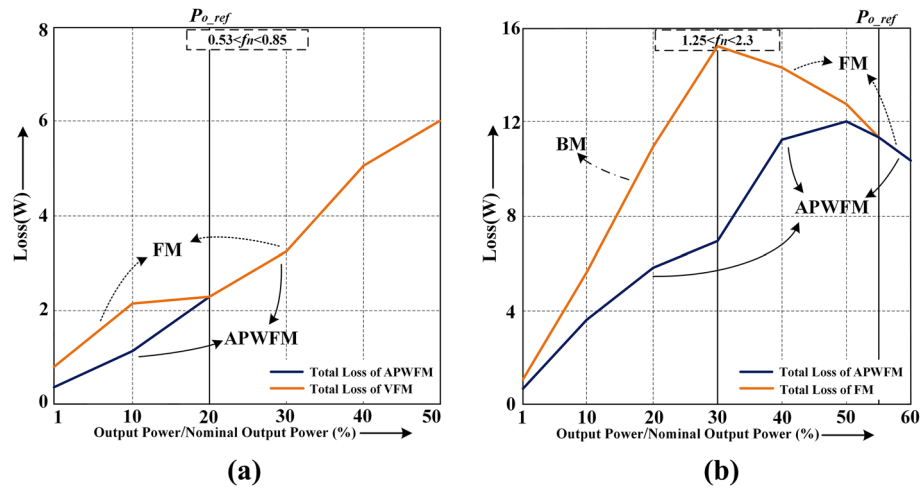 P_o_ref
0.53<fn<0.85
8
6
4
2
0
Loss(W)
FM
APWFM
Total Loss of APWFM
Total Loss of VFM
1 10 20 30 40 50
Output Power/Nominal Output Power (%)
(a)
P_o_ref
1.25<fn<2.3
16
12
8
4
0
Loss(W)
FM
BM
APWFM
Total Loss of APWFM
Total Loss of FM
1 10 20 30 40 50 60
Output Power/Nominal Output Power (%)
(b)